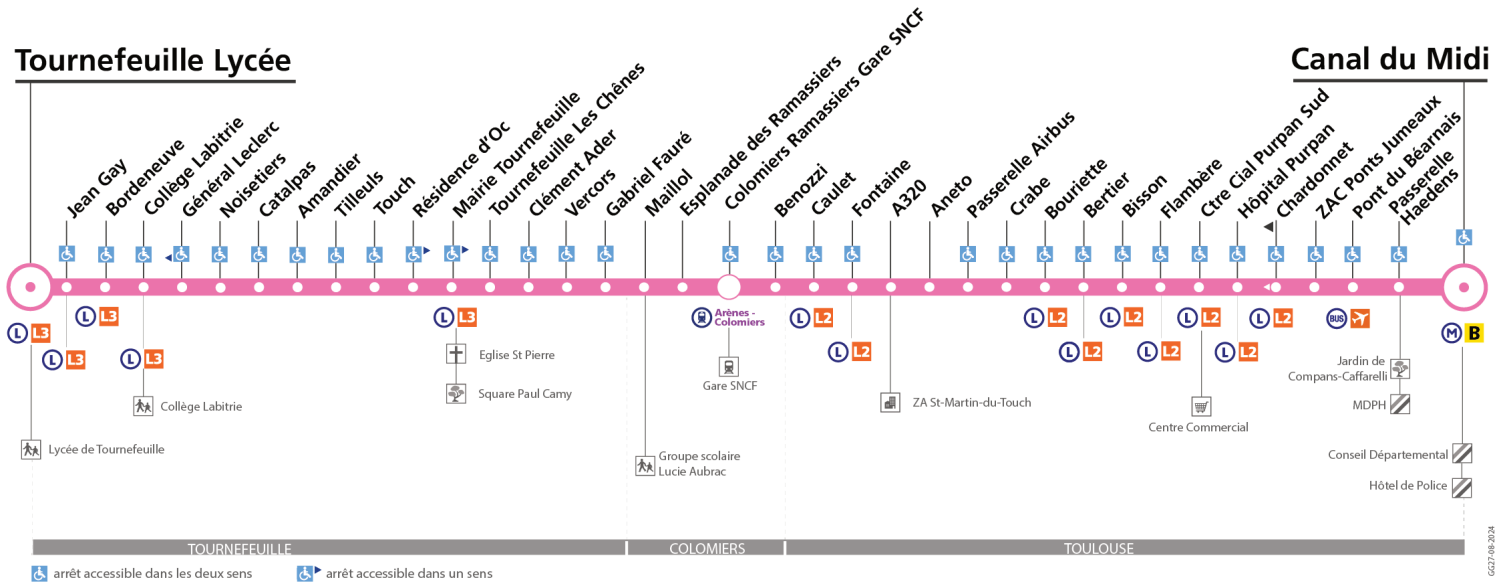 Tournefeuille Lycée
Canal du Midi
Jean Gay
Bordeneuve
Collège Labitrie
Général Leclerc
Noisetiers
Catalpas
Amandier
Tilleuls
Touch
Résidence d'Oc
Mairie Tournefeuille
Tournefeuille Les Chênes
Clément Ader
Vercors
Gabriel Fauré
Maillol
Esplanade des Ramassiers
Colomiers Ramassiers Gare SNCF
Benozzi
Caulet
Fontaine
A320
Aneto
Passerelle Airbus
Crabe
Bouriette
Bertier
Bisson
Flambère
Ctre Cial Purpan Sud
Hôpital Purpan
Chardonnet
ZAC Ponts Jumeaux
Pont du Béarnais
Passerelle
Haedens
L L3
L L3
L L3
L L3
L L3
Arènes -
Colomiers
L L2
L L2
L L2
L L2
L L2
L L2
L L2
L L2
L L2
BUS
M B
Eglise St Pierre
Square Paul Camy
Collège Labitrie
Lycée de Tournefeuille
Groupe scolaire
Lucie Aubrac
Gare SNCF
ZA St-Martin-du-Touch
Centre Commercial
Jardin de
Compans-Caffarelli
MDPH
Conseil Départemental
Hôtel de Police
TOURNEFEUILLE
COLOMIERS
TOULOUSE
arrêt accessible dans les deux sens
arrêt accessible dans un sens
GG27-08-2024